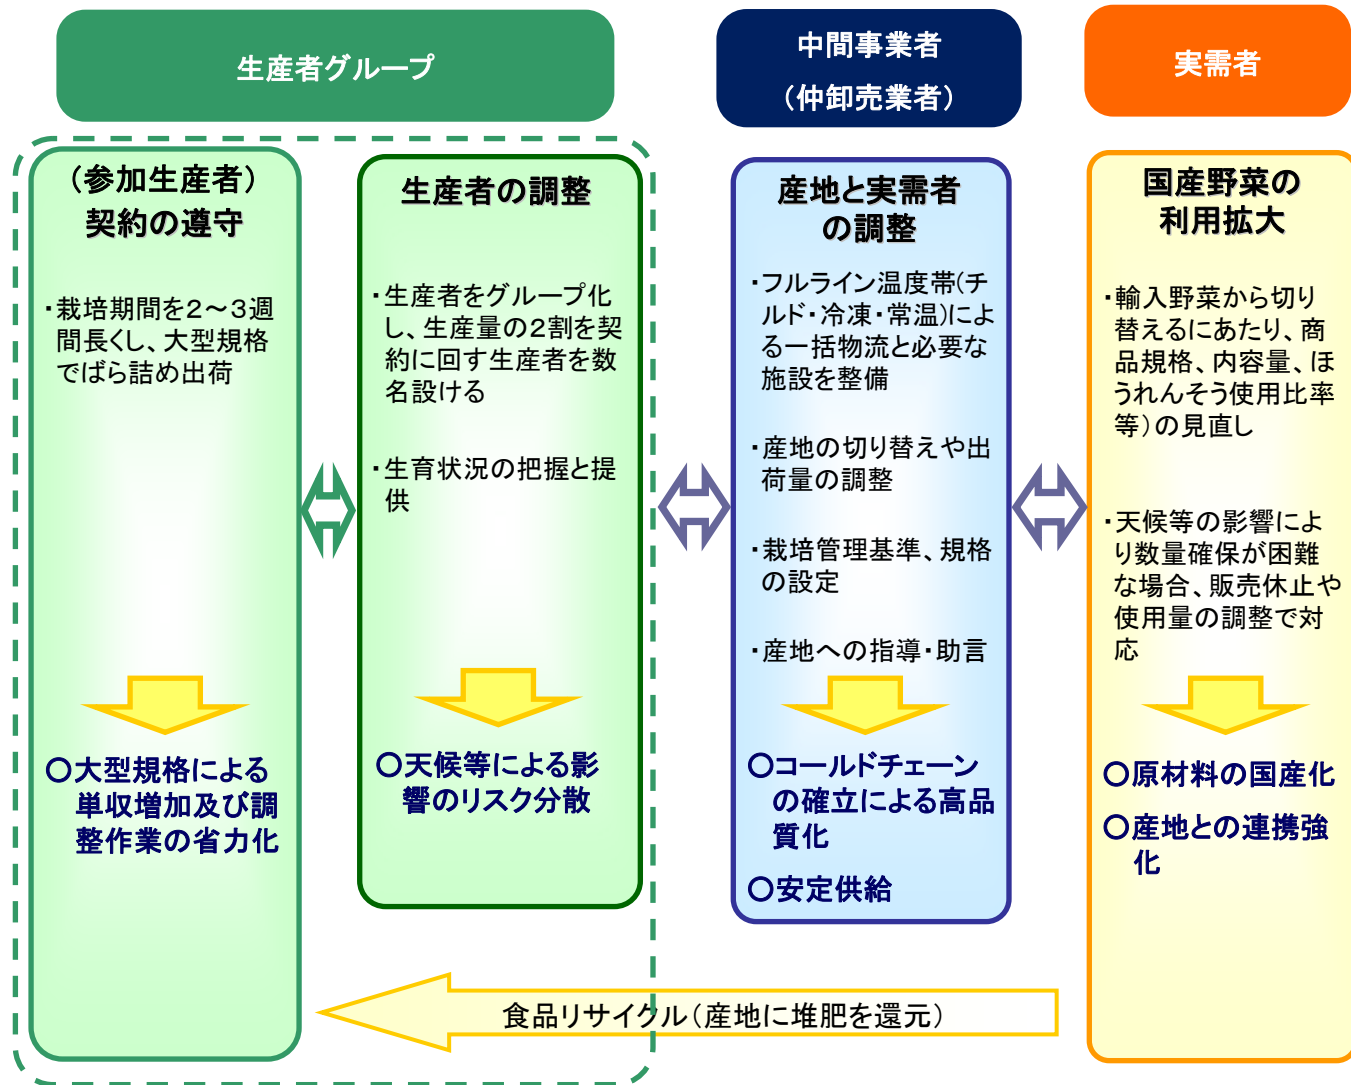 生産者グループ
中間事業者
（仲卸売業者）
実需者
（参加生産者）
契約の遵守
・栽培期間を２～３週
間長くし、大型規格
でばら詰め出荷
○大型規格による
単収増加及び調
整作業の省力化
生産者の調整
・生産者をグループ化
し、生産量の２割を契
約に回す生産者を数
名設ける
・生育状況の把握と提
供
○天候等による影
響のリスク分散
産地と実需者
の調整
・フルライン温度帯(チ
ルド・冷凍・常温)によ
る一括物流と必要な
施設を整備
・産地の切り替えや出
荷量の調整
・栽培管理基準、規格
の設定
・産地への指導・助言
○コールドチェーン
の確立による高品
質化
○安定供給
国産野菜の
利用拡大
・輸入野菜から切り
替えるにあたり、商
品規格、内容量、ほ
うれんそう使用比率
等）の見直し
・天候等の影響によ
り数量確保が困難
な場合、販売休止や
使用量の調整で対
応
○原材料の国産化
○産地との連携強
化
食品リサイクル（産地に堆肥を還元）